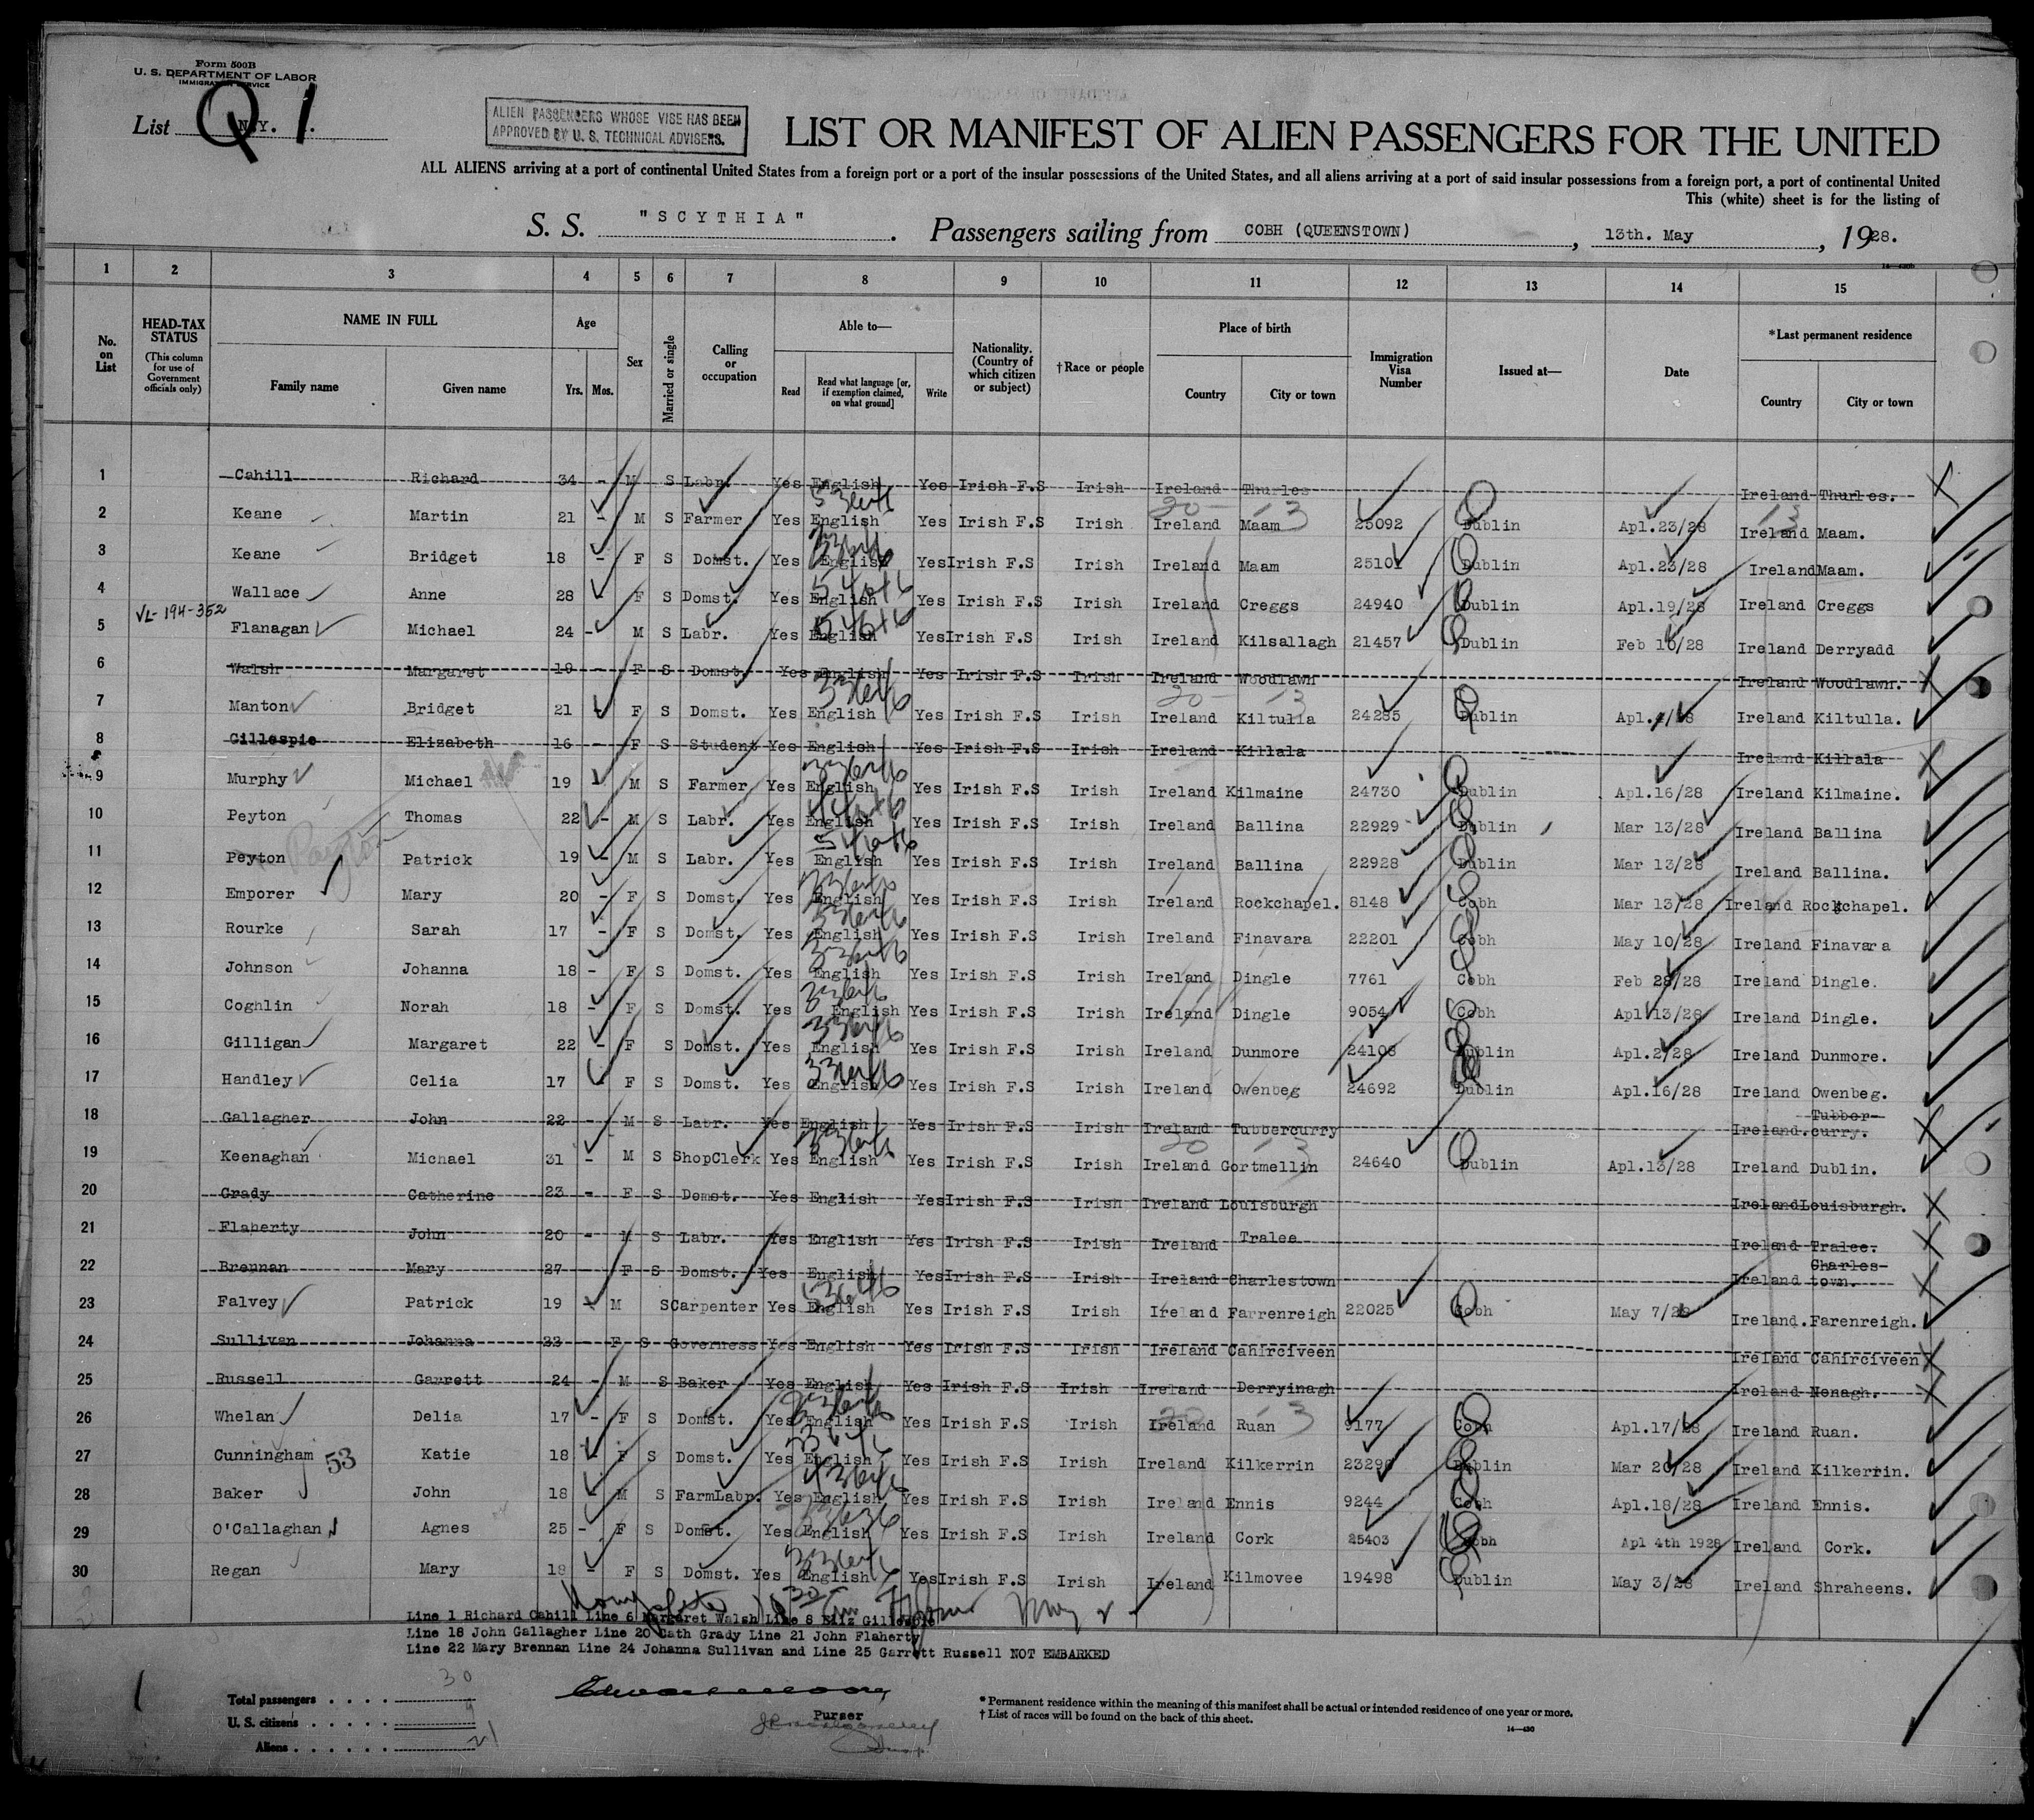 Form 500B
U. S. DEPARTMENT OF LABOR
IMMIGRATION SERVICE
List N.Y. 1.
Q 1
ALIEN PASSENGERS WHOSE VISE HAS BEEN
APPROVED BY U. S. TECHNICAL ADVISERS.
LIST OR MANIFEST OF ALIEN PASSENGERS FOR THE UNITED
ALL ALIENS arriving at a port of continental United States from a foreign port or a port of the insular possessions of the United States, and all aliens arriving at a port of said insular possessions from a foreign port, a port of continental United
This (white) sheet is for the listing of
S. S. "SCYTHIA". Passengers sailing from COBH (QUEENSTOWN), 13th. May, 1928.
1 2 3 4 5 6 7 8 9 10 11 12 13 14 15
No. on List
HEAD-TAX STATUS
(This column for use of Government officials only)
NAME IN FULL
Family name
Given name
Age
Yrs. Mos.
Sex
Married or single
Calling or occupation
Able to—
Read
Read what language [or, if exemption claimed, on what ground]
Write
Nationality. (Country of which citizen or subject)
†Race or people
Place of birth
Country
City or town
Immigration Visa Number
Issued at—
Date
*Last permanent residence
Country
City or town
1 Cahill Richard 34 - M S Labr. Yes English Yes Irish F.S Irish Ireland Thurles Ireland Thurles.
2 Keane Martin 21 - M S Farmer Yes English Yes Irish F.S Irish Ireland Maam 25092 Dublin Apl.23/28 Ireland Maam.
3 Keane Bridget 18 - F S Domst. Yes English Yes Irish F.S Irish Ireland Maam 2510 Dublin Apl.23/28 Ireland Maam.
4 Wallace Anne 28 F S Domst. Yes English Yes Irish F.S Irish Ireland Creggs 24940 Dublin Apl.19/28 Ireland Creggs
VL-194-352
5 Flanagan Michael 24 - M S Labr. Yes English Yes Irish F.S Irish Ireland Kilsallagh 21457 Dublin Feb 10/28 Ireland Derryadd
6 Walsh Margaret 19 - F S Domst. Yes English Yes Irish F.S Irish Ireland Woodlawn Ireland Woodlawn.
7 Manton Bridget 21 F S Domst. Yes English Yes Irish F.S Irish Ireland Kiltulla 24285 Dublin Apl. Ireland Kiltulla.
8 Gillespie Elizabeth 16 - F S Student Yes English Yes Irish F.S Irish Ireland Killala Ireland Killala
9 Murphy Michael 19 - M S Farmer Yes English Yes Irish F.S Irish Ireland Kilmaine 24730 Dublin Apl.16/28 Ireland Kilmaine.
10 Peyton Thomas 22 - M S Labr. Yes English Yes Irish F.S Irish Ireland Ballina 22929 Dublin Mar 13/28 Ireland Ballina
Payton
11 Peyton Patrick 19 - M S Labr. Yes English Yes Irish F.S Irish Ireland Ballina 22928 Dublin Mar 13/28 Ireland Ballina.
12 Emporer Mary 20 - F S Domst. Yes English Yes Irish F.S Irish Ireland Rockchapel. 8148 Cobh Mar 13/28 Ireland Rockchapel.
13 Rourke Sarah 17 - F S Domst. Yes English Yes Irish F.S Irish Ireland Finavara 22201 Cobh May 10/28 Ireland Finavara
14 Johnson Johanna 18 - F S Domst. Yes English Yes Irish F.S Irish Ireland Dingle 7761 Cobh Feb 28/28 Ireland Dingle.
15 Coghlin Norah 18 - F S Domst. Yes English Yes Irish F.S Irish Ireland Dingle 9054 Cobh Apl 13/28 Ireland Dingle.
16 Gilligan Margaret 22 - F S Domst. Yes English Yes Irish F.S Irish Ireland Dunmore 24108 Dublin Apl.2/28 Ireland Dunmore.
17 Handley Celia 17 F S Domst. Yes English Yes Irish F.S Irish Ireland Owenbeg 24692 Dublin Apl.16/28 Ireland Owenbeg.
18 Gallagher John 22 - M S Labr. Yes English Yes Irish F.S Irish Ireland Tubbercurry Ireland. Tubber-curry.
19 Keenaghan Michael 31 - M S ShopClerk Yes English Yes Irish F.S Irish Ireland Gortmellin 24640 Dublin Apl.13/28 Ireland Dublin.
20 Grady Catherine 23 - F S Domst. Yes English Yes Irish F.S Irish Ireland Louisburgh Ireland Louisburgh.
21 Flaherty John 20 - M S Labr. Yes English Yes Irish F.S Irish Ireland Tralee Ireland Tralee.
22 Brennan Mary 27 - F S Domst. Yes English Yes Irish F.S Irish Ireland Charlestown Ireland Charles-town.
23 Falvey Patrick 19 - M S Carpenter Yes English Yes Irish F.S Irish Ireland Farrenreigh 22025 Cobh May 7/28 Ireland. Farenreigh.
24 Sullivan Johanna 22 - F S Governess Yes English Yes Irish F.S Irish Ireland Cahirciveen Ireland Cahirciveen
25 Russell Garrett 24 - M S Baker Yes English Yes Irish F.S Irish Ireland Derryinagh Ireland Nenagh.
26 Whelan Delia 17 - F S Domst. Yes English Yes Irish F.S Irish Ireland Ruan 9177 Cobh Apl.17/28 Ireland Ruan.
27 Cunningham 53 Katie 18 - F S Domst. Yes English Yes Irish F.S Irish Ireland Kilkerrin 2329 Dublin Mar 20/28 Ireland Kilkerrin.
28 Baker John 18 - M S FarmLabr. Yes English Yes Irish F.S Irish Ireland Ennis 9244 Cobh Apl.18/28 Ireland Ennis.
29 O'Callaghan Agnes 25 - F S Domst. Yes English Yes Irish F.S Irish Ireland Cork 25403 Cobh Apl 4th 1928 Ireland Cork.
30 Regan Mary 18 - F S Domst. Yes English Yes Irish F.S Irish Ireland Kilmovee 19498 Dublin May 3/28 Ireland Shraheens.
Line 1 Richard Cahill Line 6 Margaret Walsh Line 8 Eliz Gillespie
Line 18 John Gallagher Line 20 Cath Grady Line 21 John Flaherty
Line 22 Mary Brennan Line 24 Johanna Sullivan and Line 25 Garrett Russell NOT EMBARKED
Total passengers . . . . 30
U. S. citizens . . . . . 9
Aliens . . . . . . 21
Purser
* Permanent residence within the meaning of this manifest shall be actual or intended residence of one year or more.
† List of races will be found on the back of this sheet.
14—430